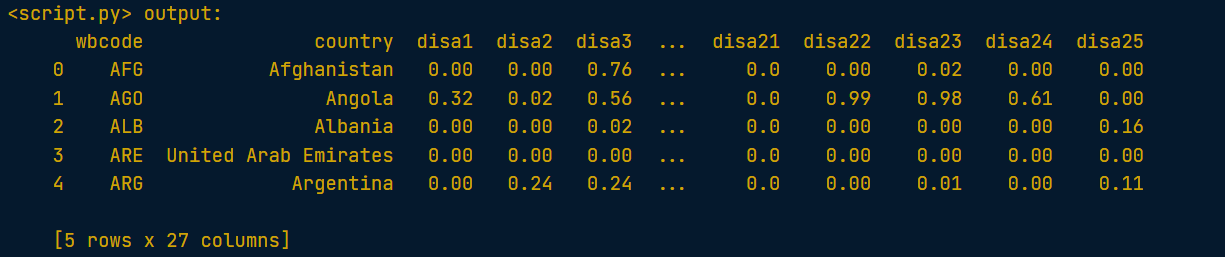 <script.py> output:
wbcode country disa1 disa2 disa3 ... disa21 disa22 disa23 disa24 disa25
0 AFG Afghanistan 0.00 0.00 0.76 ... 0.0 0.00 0.02 0.00 0.00
1 AGO Angola 0.32 0.02 0.56 ... 0.0 0.99 0.98 0.61 0.00
2 ALB Albania 0.00 0.00 0.02 ... 0.0 0.00 0.00 0.00 0.16
3 ARE United Arab Emirates 0.00 0.00 0.00 ... 0.0 0.00 0.00 0.00 0.00
4 ARG Argentina 0.00 0.24 0.24 ... 0.0 0.00 0.01 0.00 0.11
[5 rows x 27 columns]